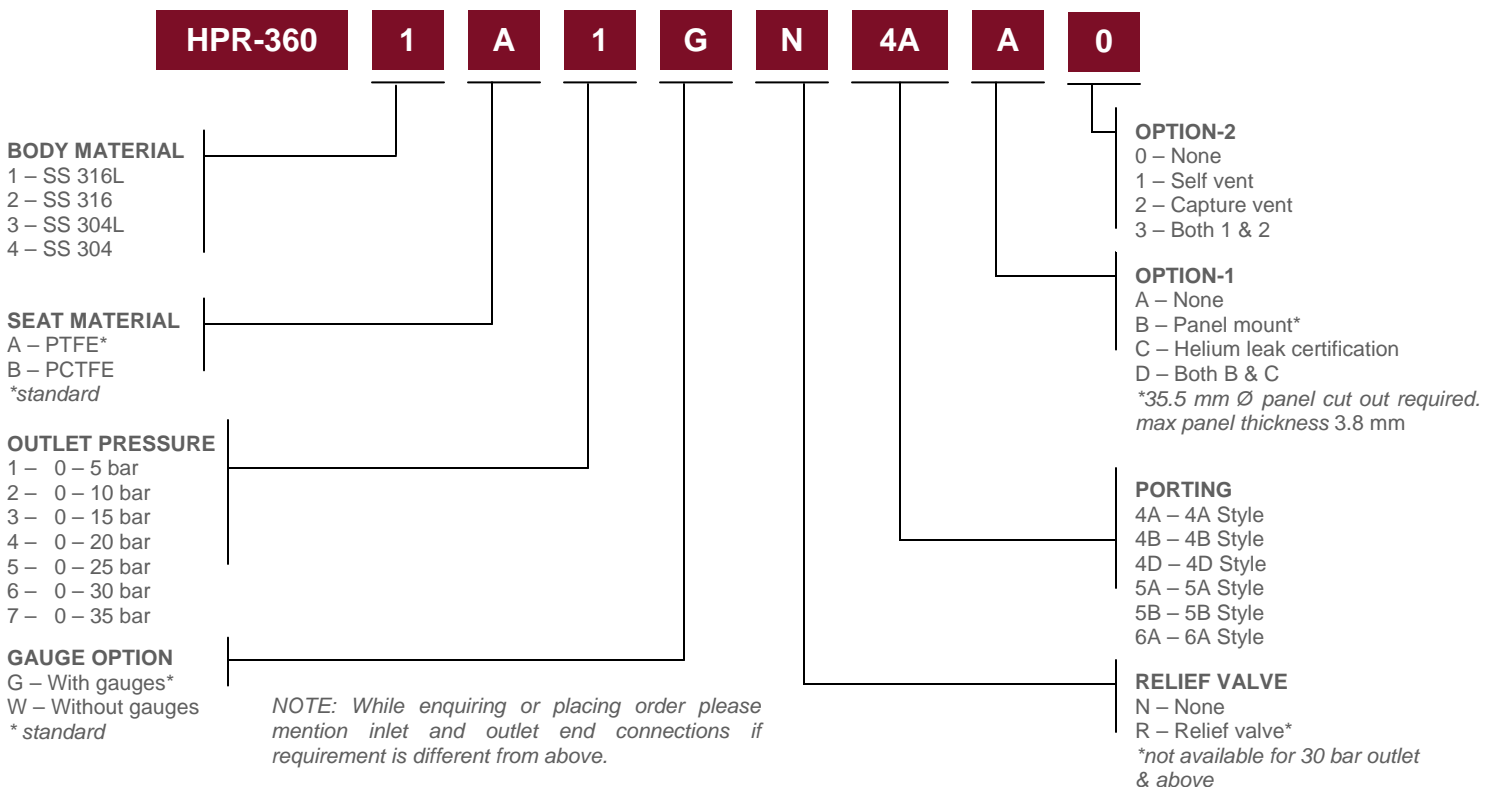 HPR-360 1 A 1 G N 4A A 0
BODY MATERIAL
1 – SS 316L
2 – SS 316
3 – SS 304L
4 – SS 304
SEAT MATERIAL
A – PTFE*
B – PCTFE
*standard
OUTLET PRESSURE
1 – 0 – 5 bar
2 – 0 – 10 bar
3 – 0 – 15 bar
4 – 0 – 20 bar
5 – 0 – 25 bar
6 – 0 – 30 bar
7 – 0 – 35 bar
GAUGE OPTION
G – With gauges*
W – Without gauges
* standard
NOTE: While enquiring or placing order please
mention inlet and outlet end connections if
requirement is different from above.
OPTION-2
0 – None
1 – Self vent
2 – Capture vent
3 – Both 1 & 2
OPTION-1
A – None
B – Panel mount*
C – Helium leak certification
D – Both B & C
*35.5 mm Ø panel cut out required.
max panel thickness 3.8 mm
PORTING
4A – 4A Style
4B – 4B Style
4D – 4D Style
5A – 5A Style
5B – 5B Style
6A – 6A Style
RELIEF VALVE
N – None
R – Relief valve*
*not available for 30 bar outlet
& above